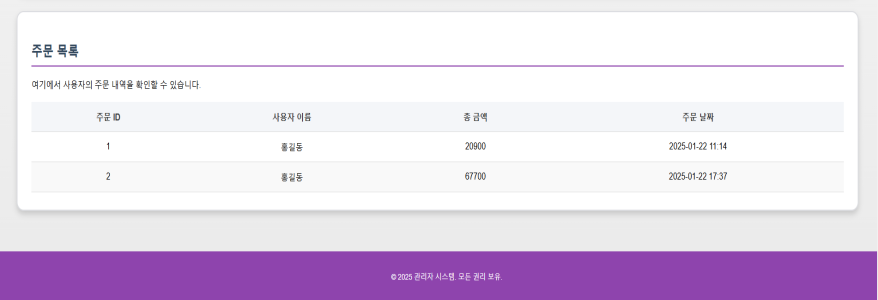 주문 목록
여기에서 사용자의 주문 내역을 확인할 수 있습니다.
주문 ID 사용자 이름 총 금액 주문 날짜
1 홍길동 20900 2025-01-22 11:14
2 홍길동 67700 2025-01-22 17:37
© 2025 관리자 시스템. 모든 권리 보유.